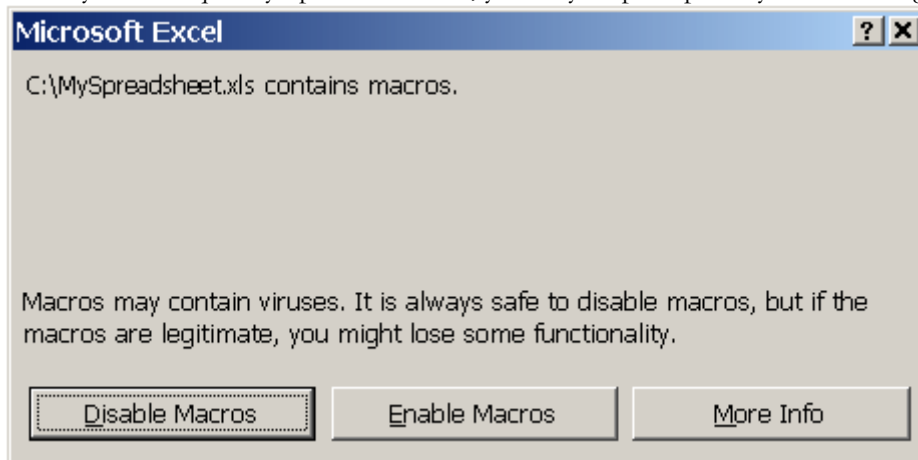 Microsoft Excel
C:\MySpreadsheet.xls contains macros.
Macros may contain viruses. It is always safe to disable macros, but if the
macros are legitimate, you might lose some functionality.
Disable Macros
Enable Macros
More Info